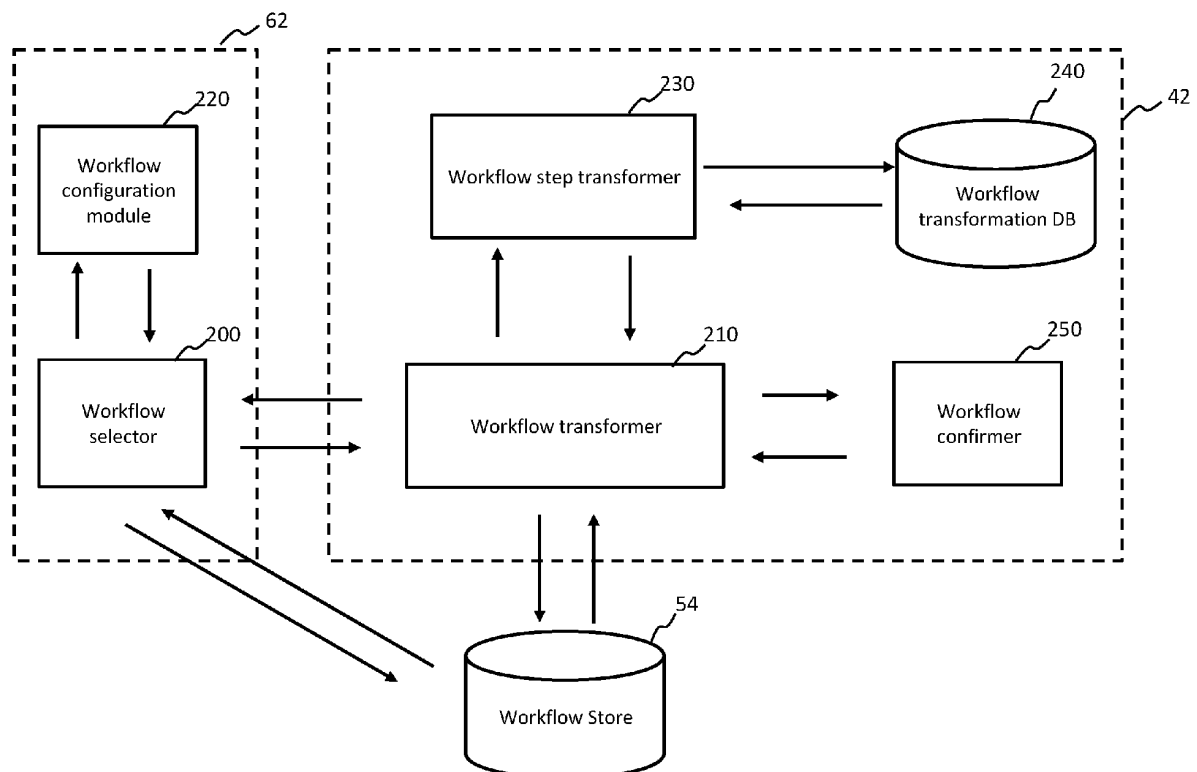 62
42
220
Workflow
configuration
module
230
Workflow step transformer
240
Workflow
transformation DB
200
Workflow
selector
210
Workflow transformer
250
Workflow
confirmer
54
Workflow Store